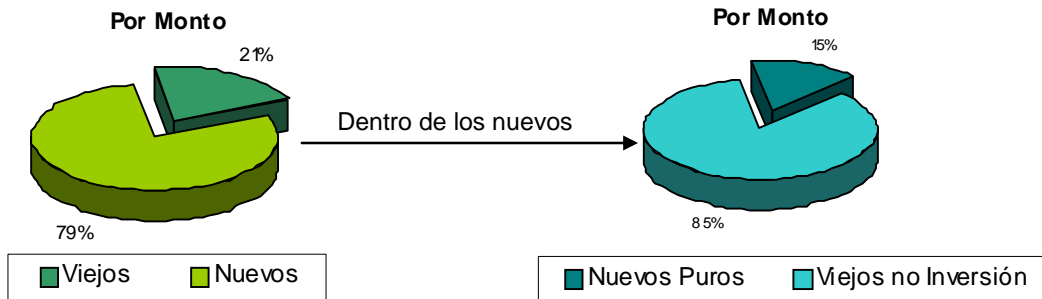 Por Monto
21%
79%
Viejos
Nuevos
Dentro de los nuevos
Por Monto
15%
85%
Nuevos Puros
Viejos no Inversión